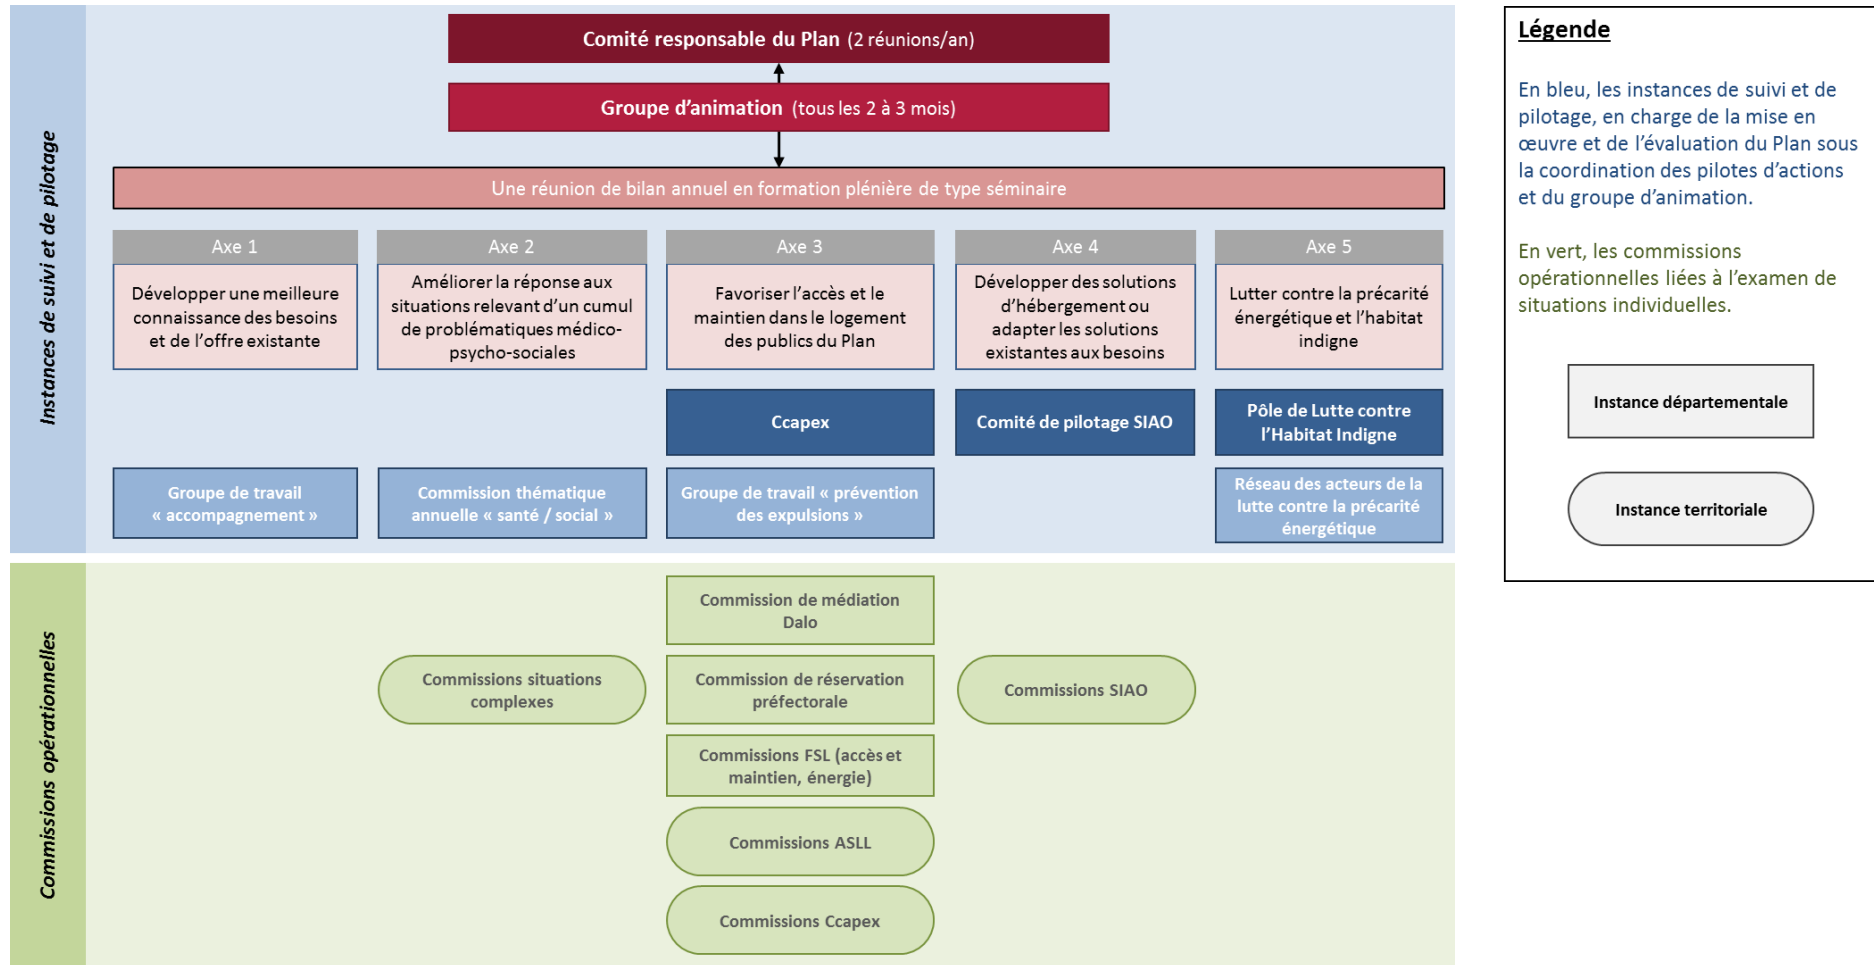 Comité responsable du Plan (2 réunions/an)
Groupe d'animation (tous les 2 à 3 mois)
Une réunion de bilan annuel en formation plénière de type séminaire
Instances de suivi et de pilotage
Axe 1
Développer une meilleure
connaissance des besoins
et de l'offre existante
Axe 2
Améliorer la réponse aux
situations relevant d'un cumul
de problématiques médico-
psycho-sociales
Axe 3
Favoriser l'accès et le
maintien dans le logement
des publics du Plan
Axe 4
Développer des solutions
d'hébergement ou
adapter les solutions
existantes aux besoins
Axe 5
Lutter contre la précarité
énergétique et l'habitat
indigne
Ccapex
Comité de pilotage SIAO
Pôle de Lutte contre
l'Habitat Indigne
Groupe de travail
« accompagnement »
Commission thématique
annuelle « santé / social »
Groupe de travail « prévention
des expulsions »
Réseau des acteurs de la
lutte contre la précarité
énergétique
Commissions opérationnelles
Commission de médiation
Dalo
Commissions situations
complexes
Commission de réservation
préfectorale
Commissions SIAO
Commissions FSL (accès et
maintien, énergie)
Commissions ASLL
Commissions Ccapex
Légende
En bleu, les instances de suivi et de
pilotage, en charge de la mise en
œuvre et de l'évaluation du Plan sous
la coordination des pilotes d'actions
et du groupe d'animation.
En vert, les commissions
opérationnelles liées à l'examen de
situations individuelles.
Instance départementale
Instance territoriale